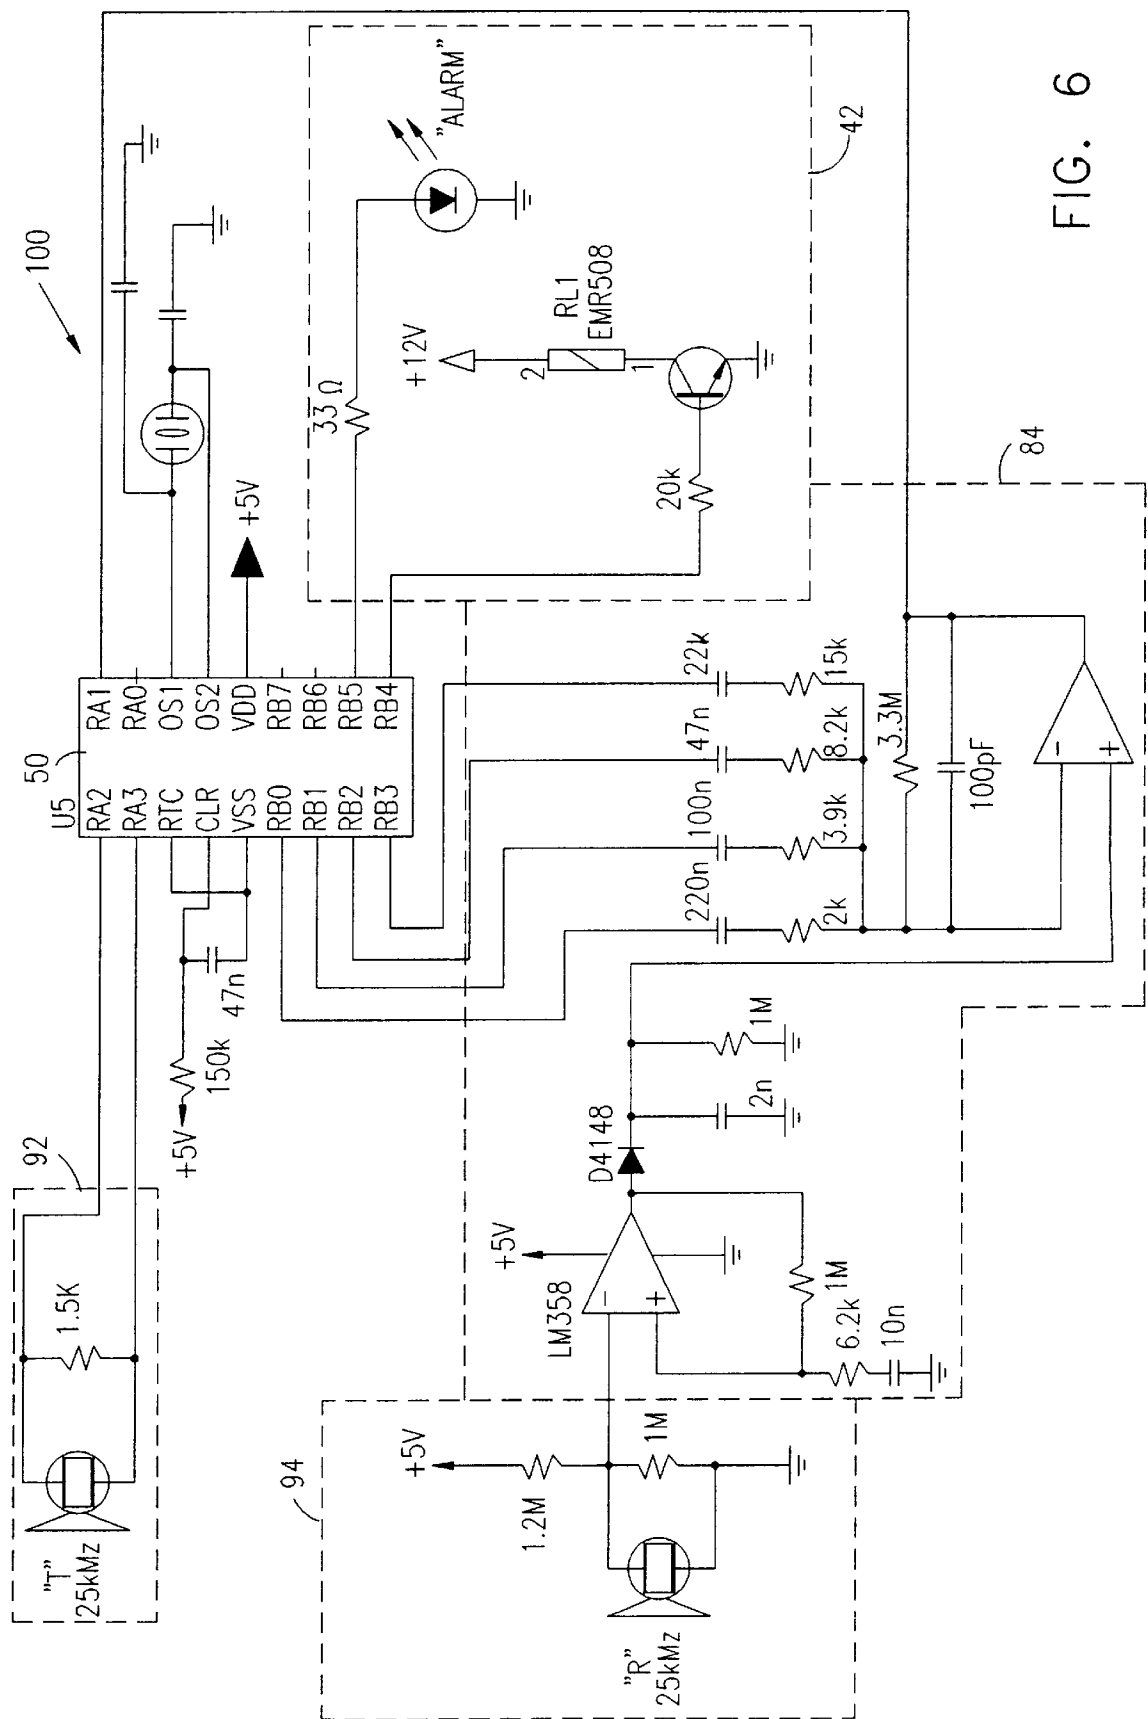 100
42
84
FIG. 6
"ALARM"
33 Ω
+12V
2
1
RL1
EMR508
20k
+5V
50
U5
RA1
RA0
OS1
OS2
VDD
RB7
RB6
RB5
RB4
RA2
RA3
RTC
CLR
VSS
RB0
RB1
RB2
RB3
22k
47n
100n
220n
15k
8.2k
3.9k
2k
3.3M
100pF
-
+
47n
150k
+5V
92
1.5K
"T"
25kMz
1M
2n
D4148
+5V
LM358
-
+
1M
6.2k
10n
94
+5V
1.2M
1M
"R"
25kMz